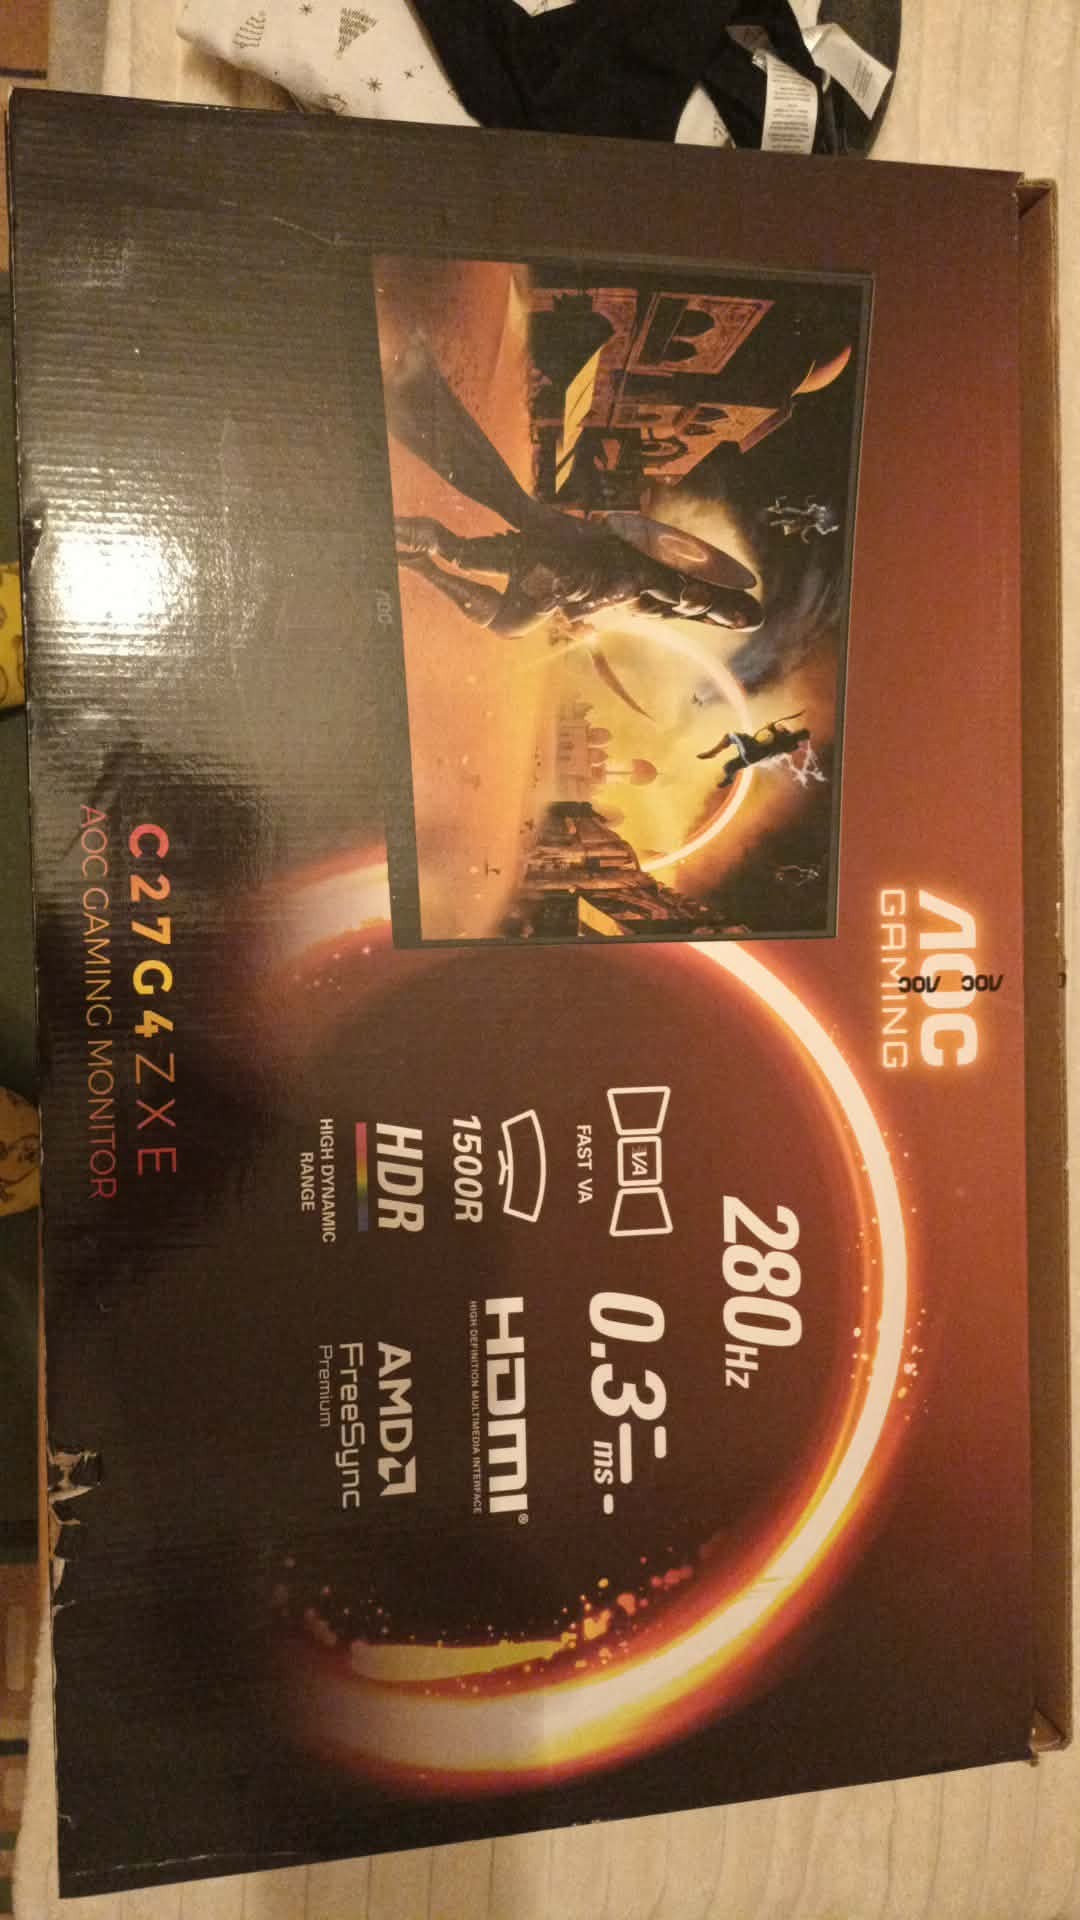 AOC
GAMING
AOC AOC
280Hz
FAST VA
VA
0.3ms
1500R
HDMI®
HIGH DEFINITION MULTIMEDIA INTERFACE
HDR
HIGH DYNAMIC
RANGE
AMD
FreeSync
Premium
AOC
C27G4ZXE
AOC GAMING MONITOR